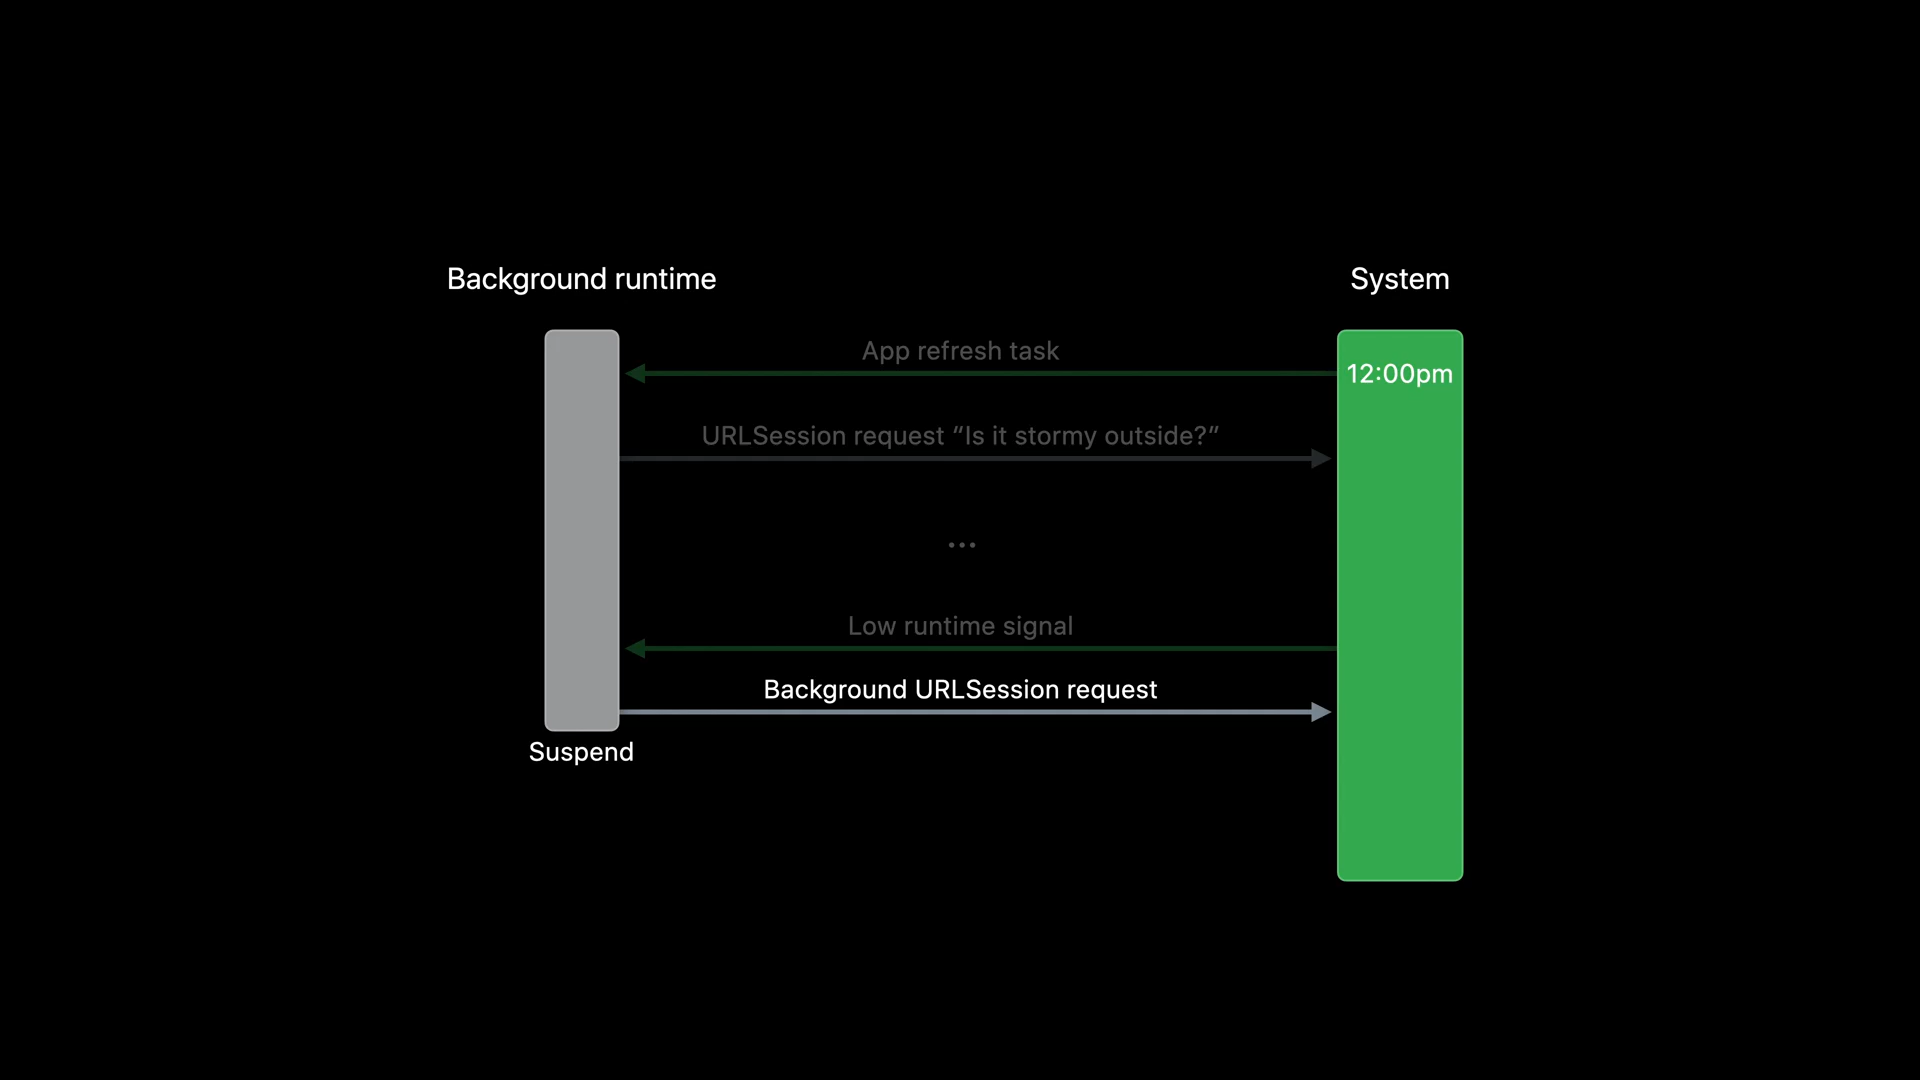 Background runtime
System
App refresh task
12:00pm
URLSession request “Is it stormy outside?”
...
Low runtime signal
Background URLSession request
Suspend